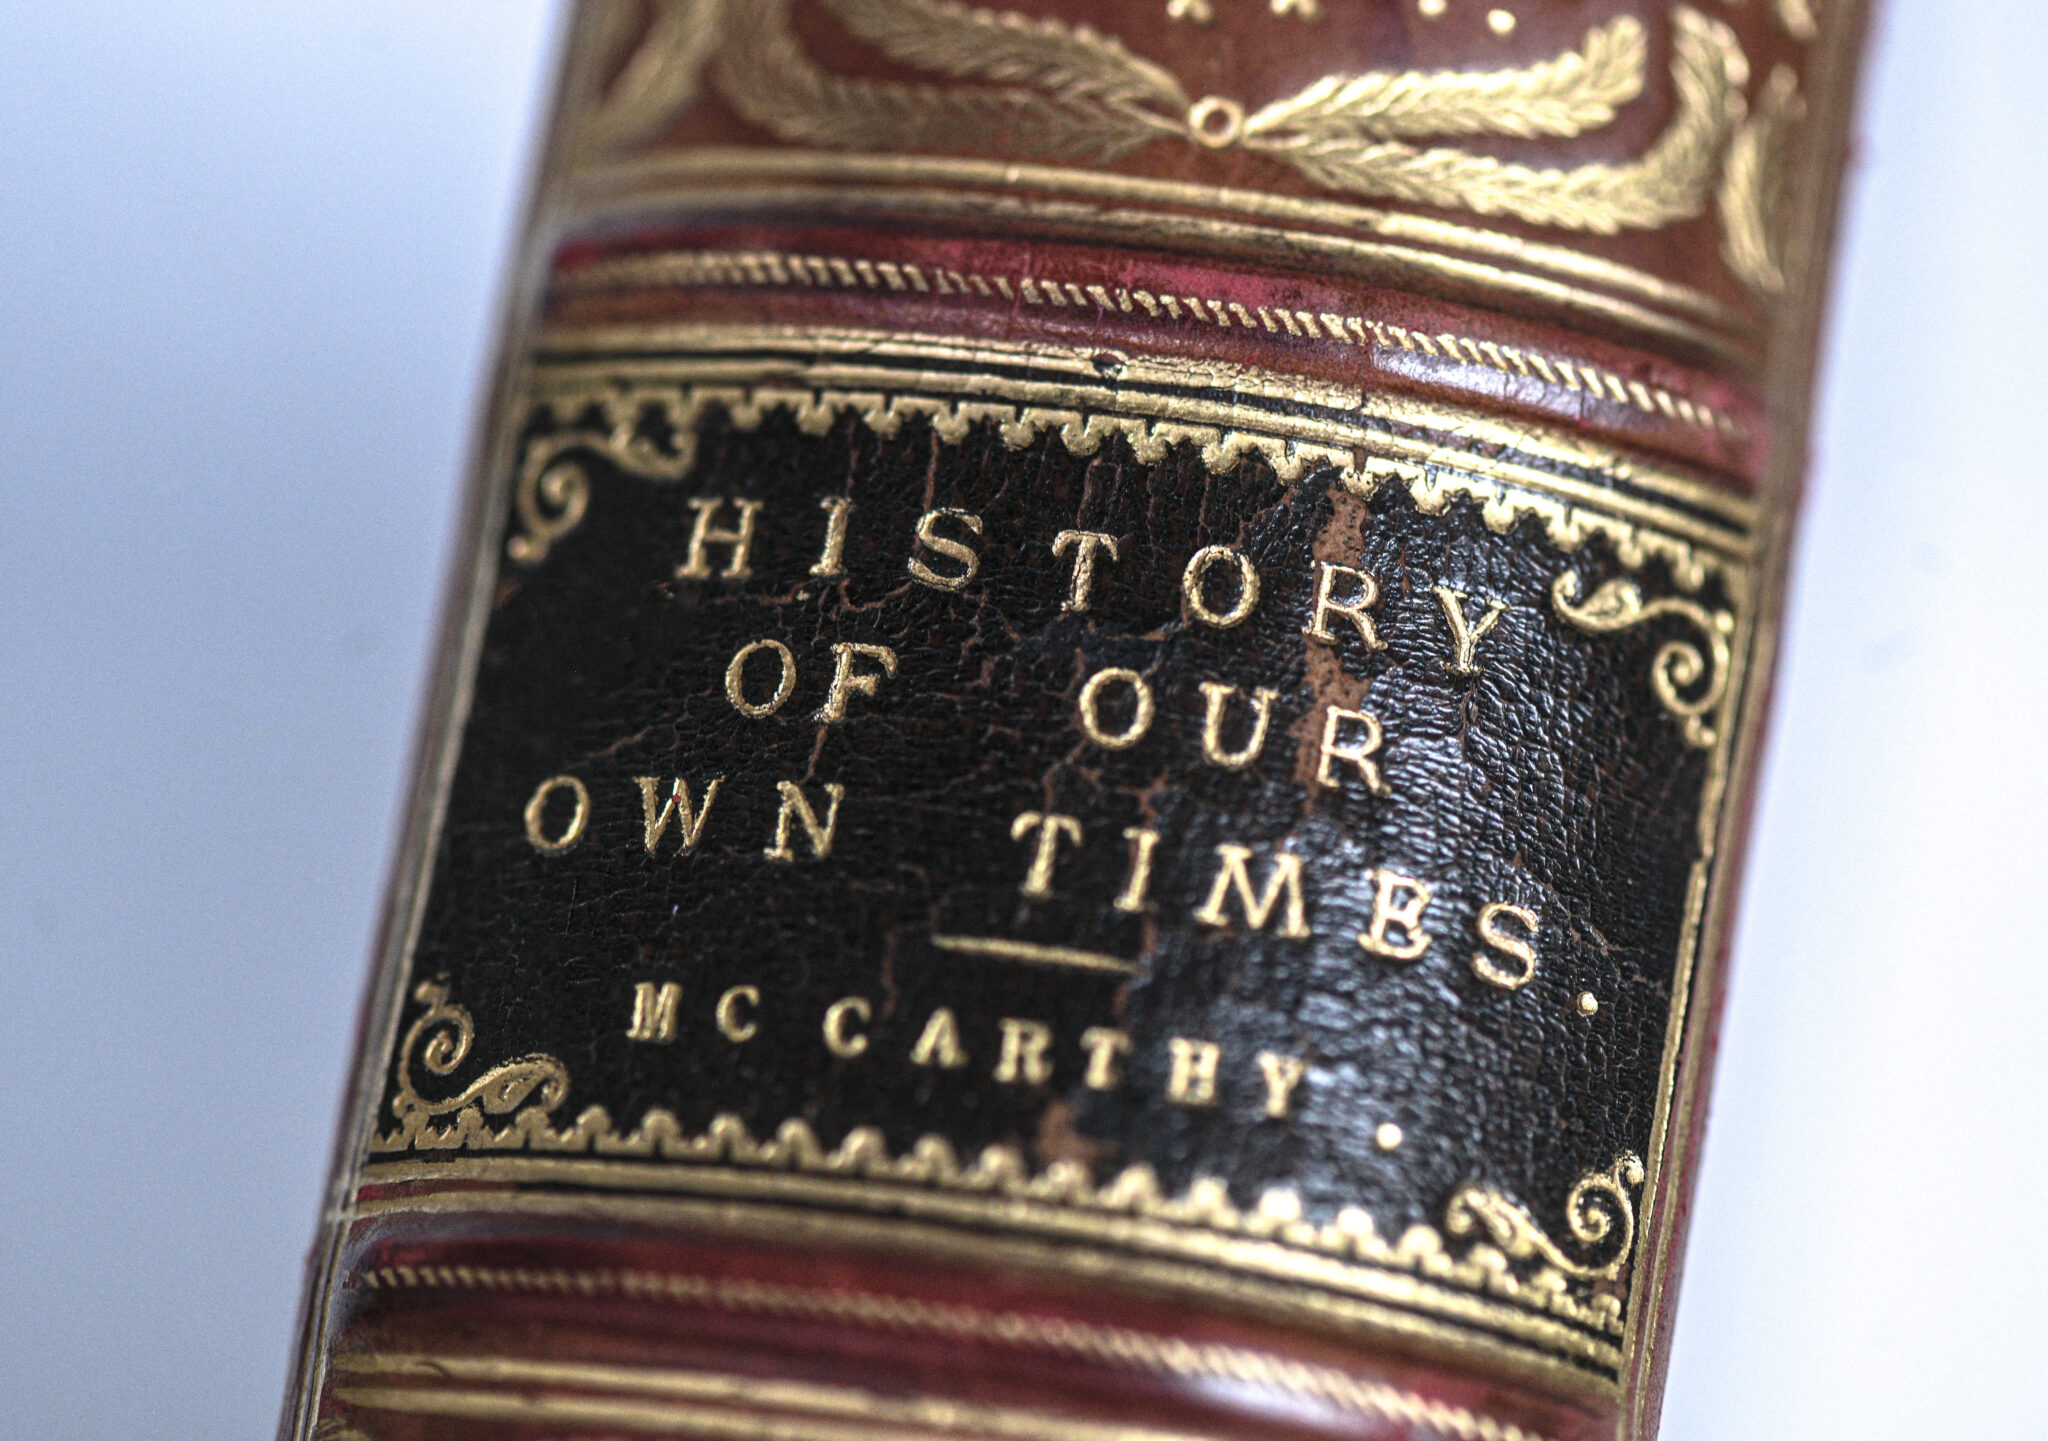 HISTORY
OF OUR
OWN TIMES.
MC CARTHY.